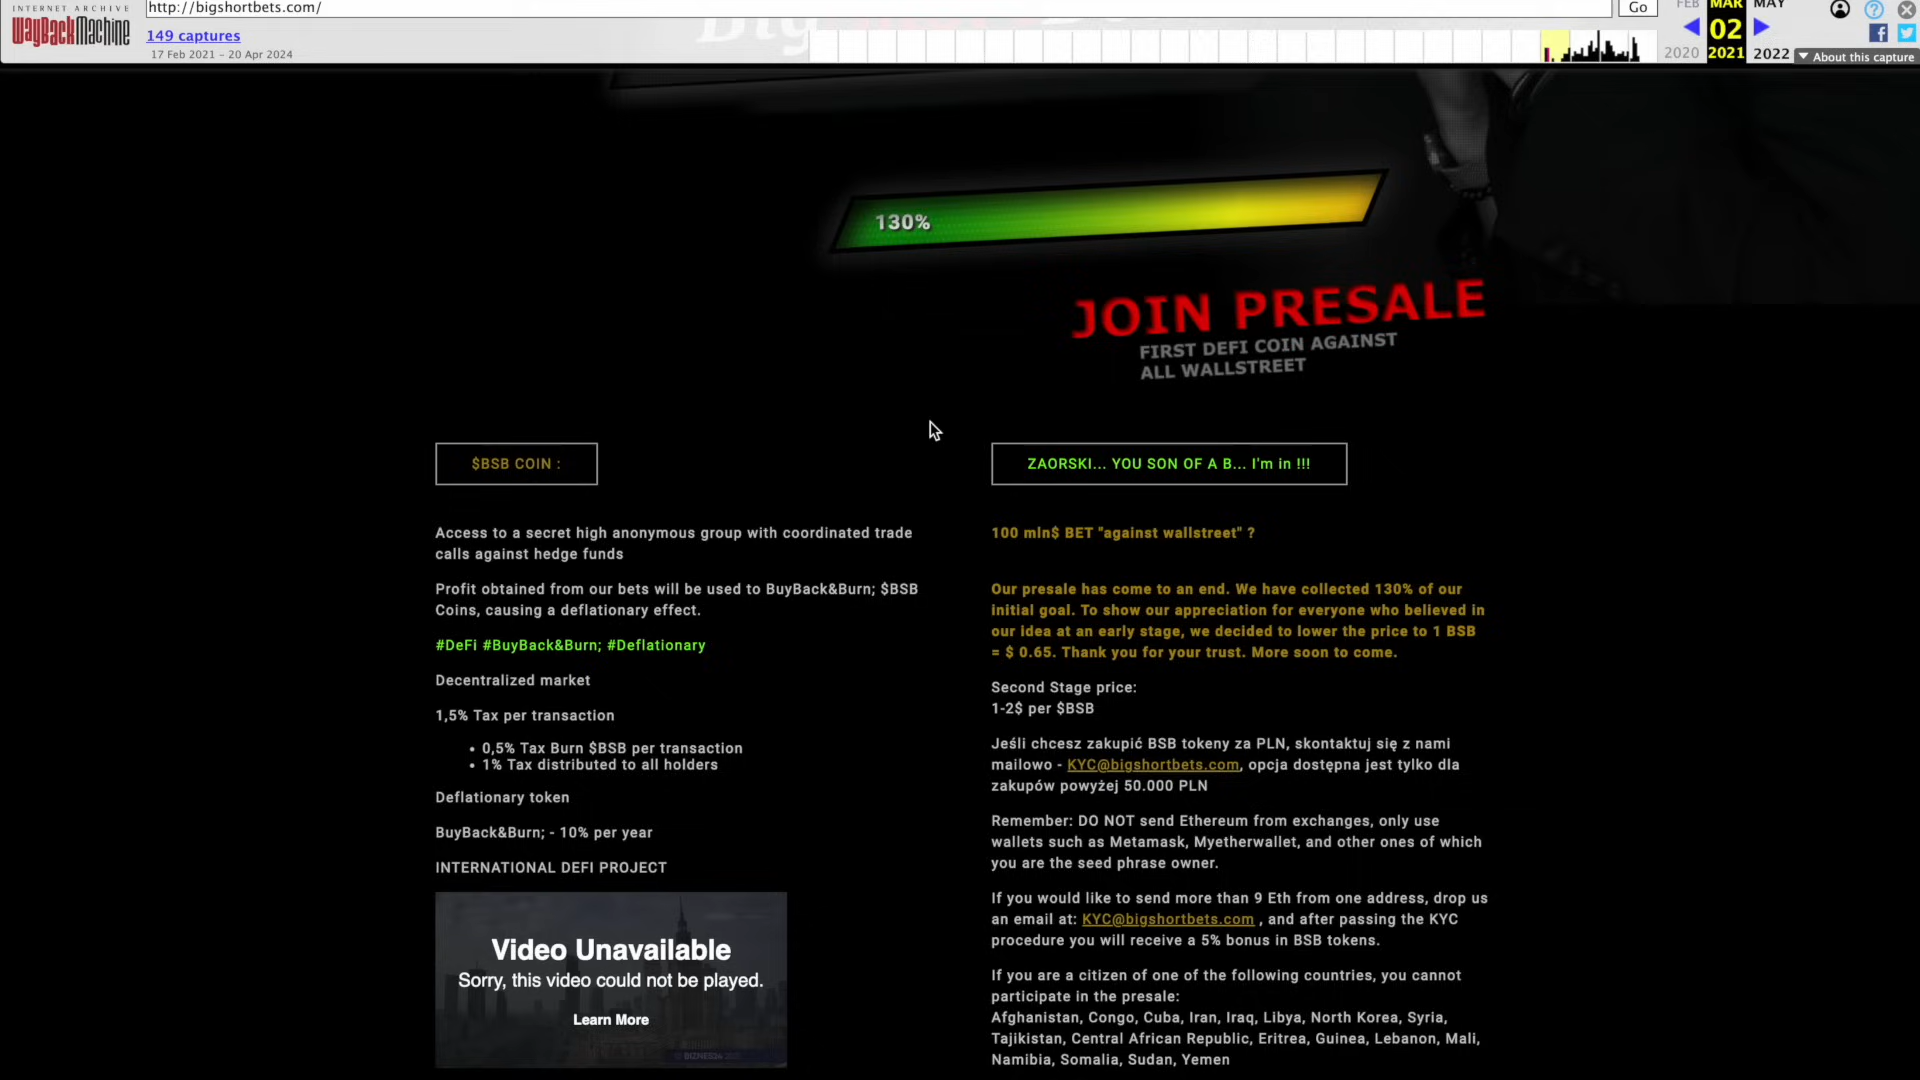 INTERNET ARCHIVE
WayBackMachine
http://bigshortbets.com/
Go
149 captures
17 Feb 2021 – 20 Apr 2024
FEB MAR MAY
02
2020 2021 2022
About this capture
130%
JOIN PRESALE
FIRST DEFI COIN AGAINST
ALL WALLSTREET
$BSB COIN :
Access to a secret high anonymous group with coordinated trade
calls against hedge funds
Profit obtained from our bets will be used to BuyBack&Burn; $BSB
Coins, causing a deflationary effect.
#DeFi #BuyBack&Burn; #Deflationary
Decentralized market
1,5% Tax per transaction
• 0,5% Tax Burn $BSB per transaction
• 1% Tax distributed to all holders
Deflationary token
BuyBack&Burn; - 10% per year
INTERNATIONAL DEFI PROJECT
Video Unavailable
Sorry, this video could not be played.
Learn More
BIZNES24
ZAORSKI... YOU SON OF A B... I'm in !!!
100 mln$ BET "against wallstreet" ?
Our presale has come to an end. We have collected 130% of our
initial goal. To show our appreciation for everyone who believed in
our idea at an early stage, we decided to lower the price to 1 BSB
= $ 0.65. Thank you for your trust. More soon to come.
Second Stage price:
1-2$ per $BSB
Jeśli chcesz zakupić BSB tokeny za PLN, skontaktuj się z nami
mailowo - KYC@bigshortbets.com, opcja dostępna jest tylko dla
zakupów powyżej 50.000 PLN
Remember: DO NOT send Ethereum from exchanges, only use
wallets such as Metamask, Myetherwallet, and other ones of which
you are the seed phrase owner.
If you would like to send more than 9 Eth from one address, drop us
an email at: KYC@bigshortbets.com , and after passing the KYC
procedure you will receive a 5% bonus in BSB tokens.
If you are a citizen of one of the following countries, you cannot
participate in the presale:
Afghanistan, Congo, Cuba, Iran, Iraq, Libya, North Korea, Syria,
Tajikistan, Central African Republic, Eritrea, Guinea, Lebanon, Mali,
Namibia, Somalia, Sudan, Yemen